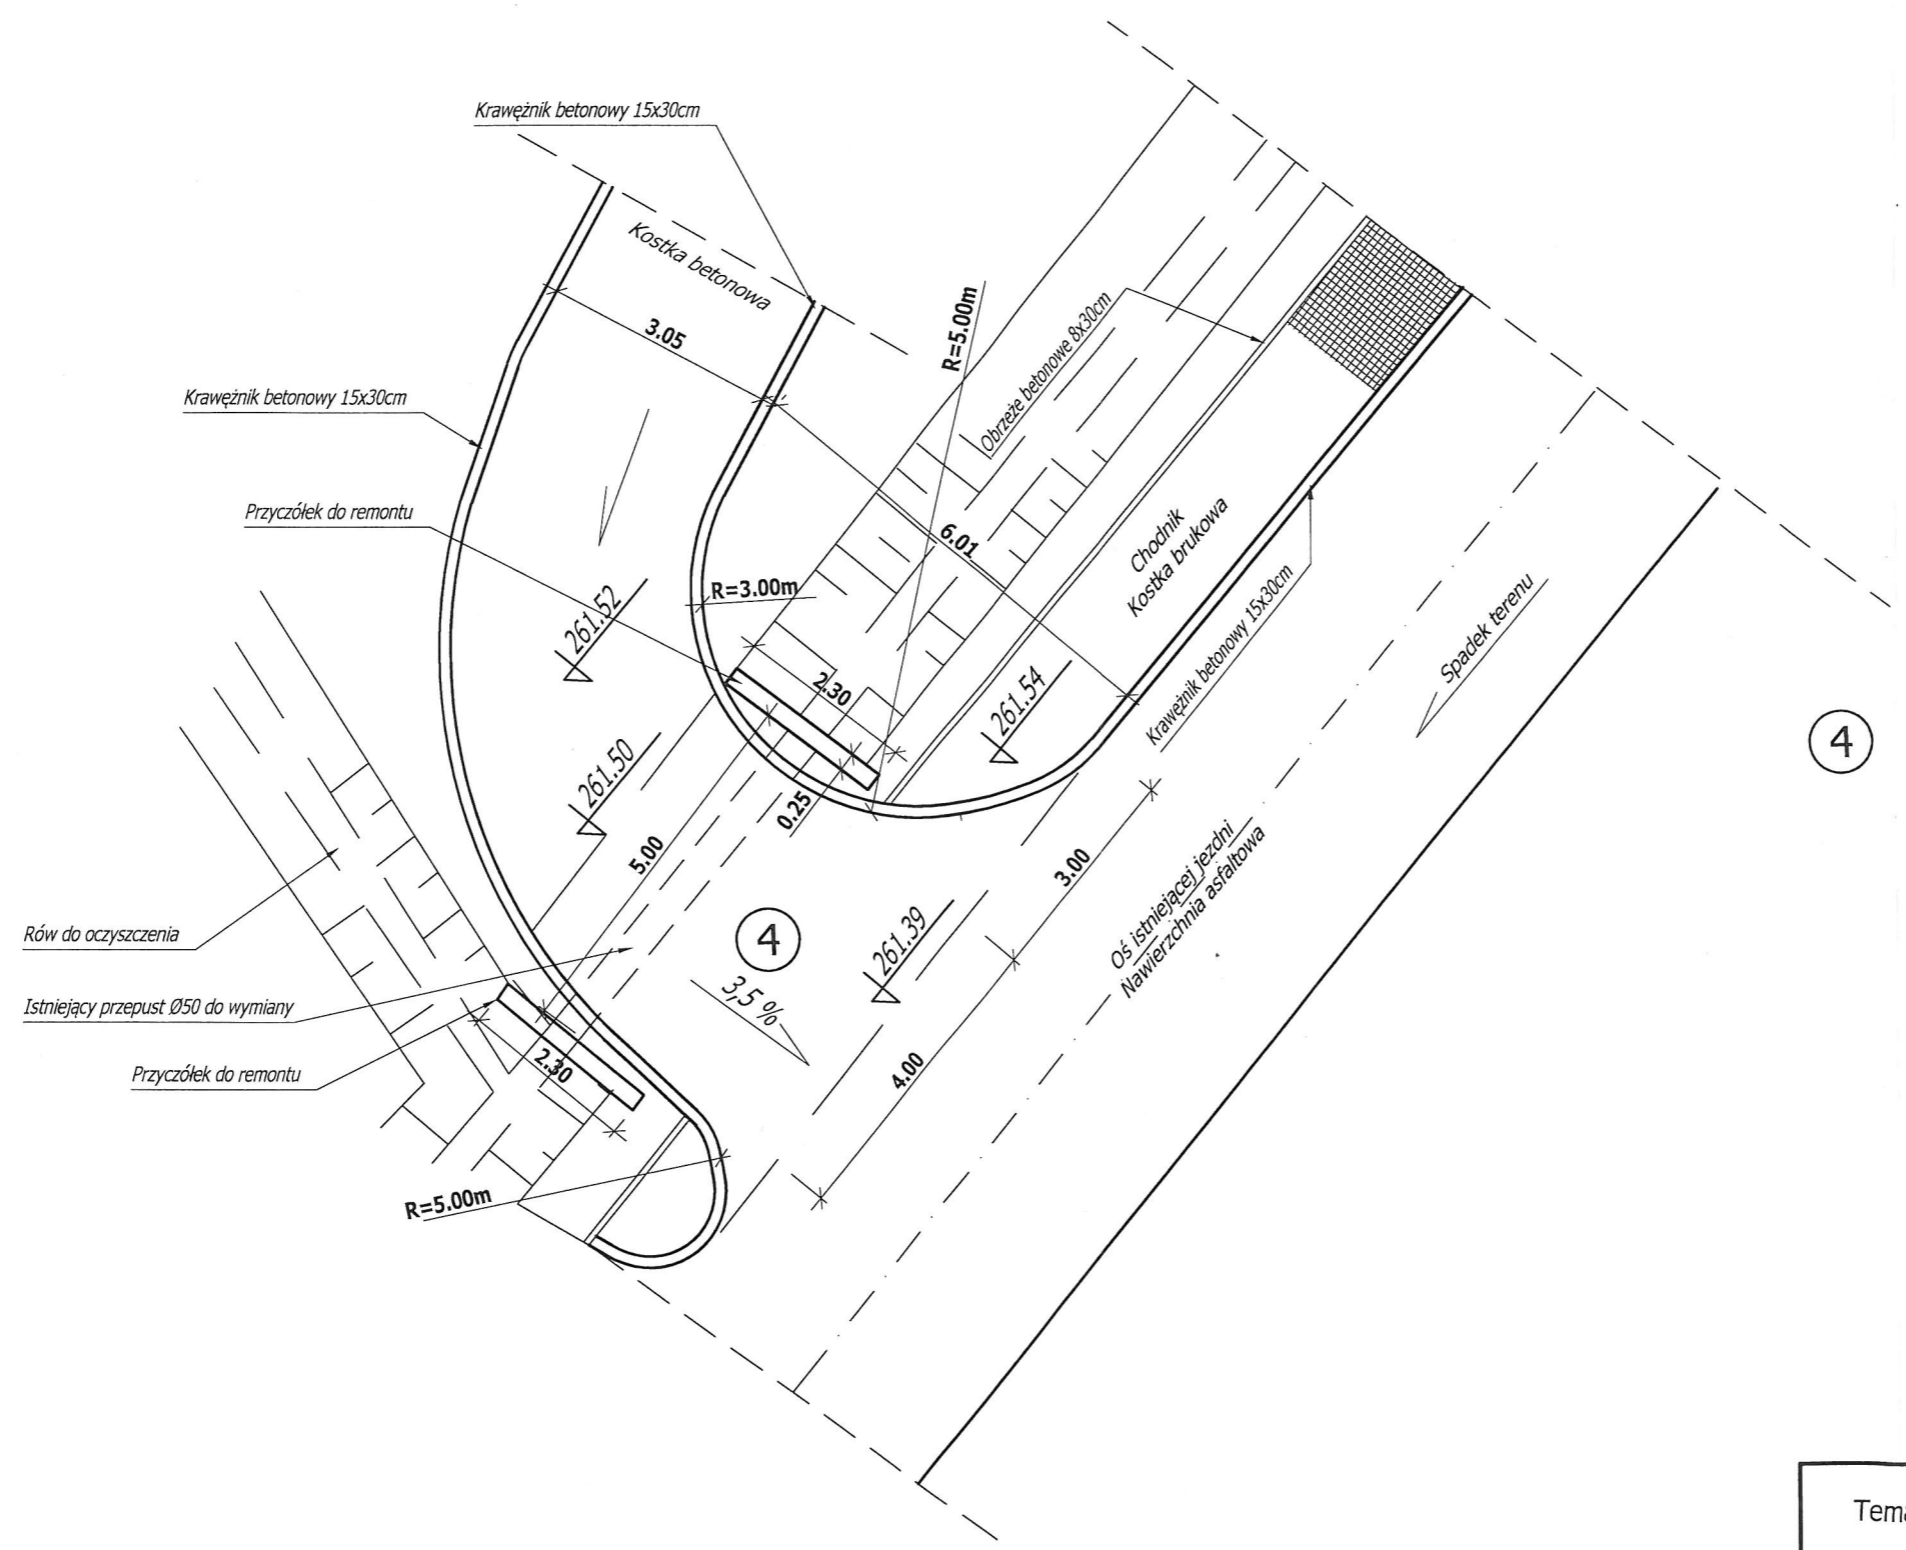 Krawężnik betonowy 15x30cm
Kostka betonowa
3.05
R=5.00m
Obrzeże betonowe 8x30cm
Krawężnik betonowy 15x30cm
Przyczółek do remontu
6.01
Chodnik
Kostka brukowa
R=3.00m
261.52
2.30
261.54
Krawężnik betonowy 15x30cm
Spadek terenu
4
261.50
0.25
5.00
3.00
Oś istniejącej jezdni
Nawierzchnia asfaltowa
Rów do oczyszczenia
4
261.39
3,5 %
Istniejący przepust Ø50 do wymiany
Przyczółek do remontu
2.30
4.00
R=5.00m